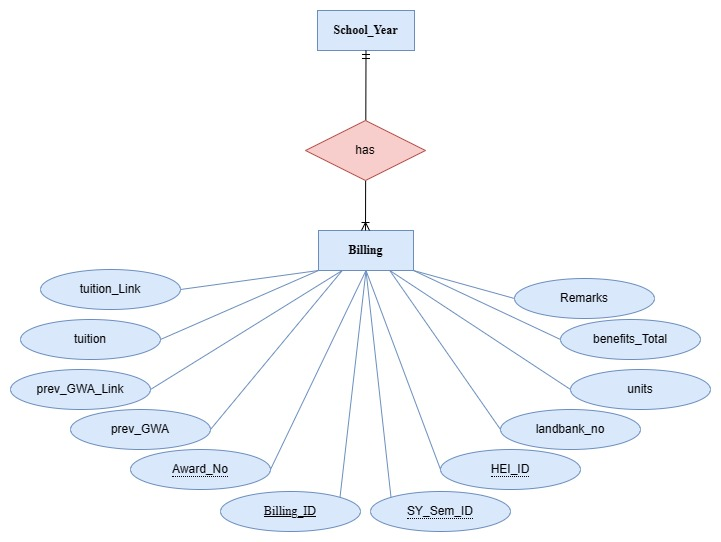 School_Year
has
Billing
tuition_Link
Remarks
tuition
benefits_Total
prev_GWA_Link
units
prev_GWA
landbank_no
Award_No
HEI_ID
Billing_ID
SY_Sem_ID